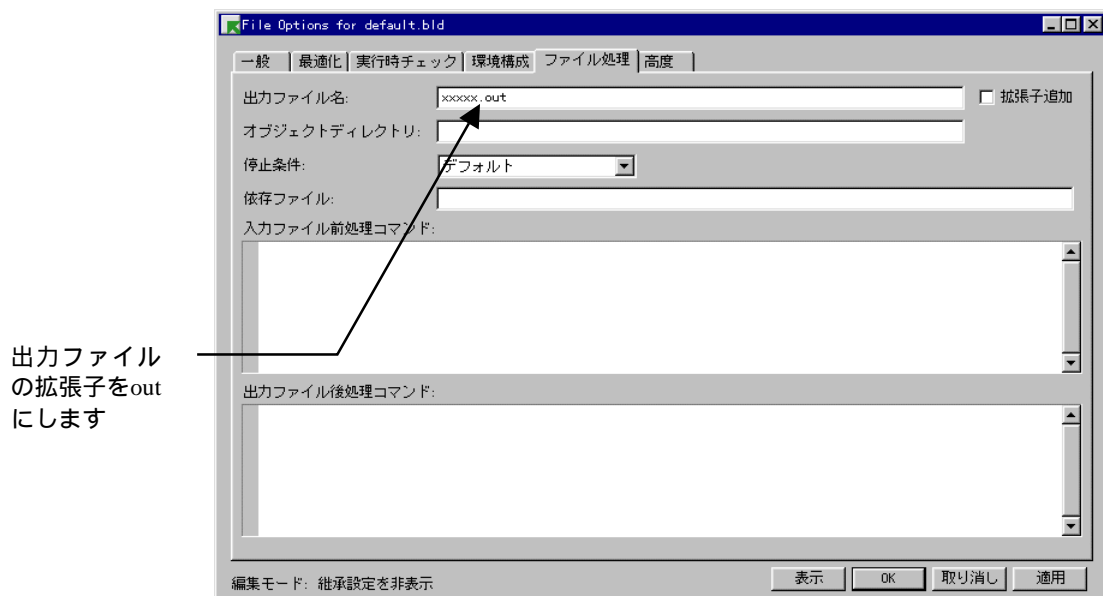 File Options for default.bld
一般 最適化 実行時チェック 環境構成 ファイル処理 高度
出力ファイル名: xxxxx.out 拡張子追加
オブジェクトディレクトリ:
停止条件: デフォルト
依存ファイル:
入力ファイル前処理コマンド:
出力ファイル
の拡張子をout
にします
出力ファイル後処理コマンド:
編集モード: 継承設定を非表示 表示 OK 取り消し 適用